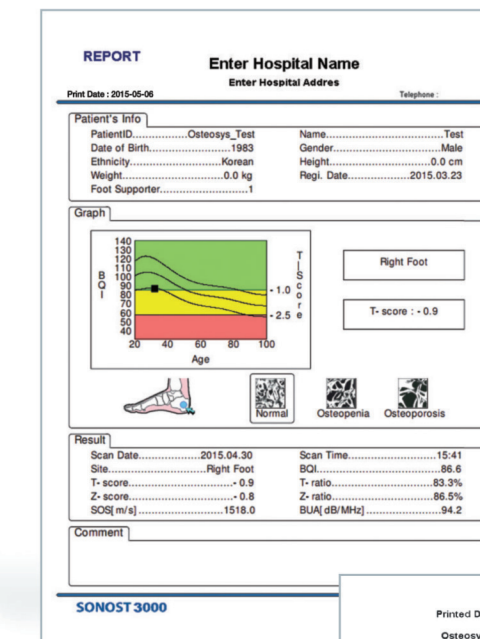 REPORT
Enter Hospital Name
Enter Hospital Addres
Print Date : 2015-05-06
Telephone :
Patient's Info
PatientID...............Osteosys_Test
Name..............................Test
Date of Birth.....................1983
Gender...........................Male
Ethnicity.......................Korean
Height..........................0.0 cm
Weight..........................0.0 kg
Regi. Date...............2015.03.23
Foot Supporter.........................1
Graph
140
130
120
110
100
90
80
70
60
50
40
BQI
T-Score
- 1.0
- 2.5
20 40 60 80 100
Age
Right Foot
T- score : - 0.9
Normal
Osteopenia
Osteoporosis
Result
Scan Date................2015.04.30
Scan Time......................15:41
Site.........................Right Foot
BQI................................86.6
T- score..........................- 0.9
T- ratio..........................83.3%
Z- score..........................- 0.8
Z- ratio..........................86.5%
SOS[ m/s] .....................1518.0
BUA[ dB/MHz] ...................94.2
Comment
SONOST 3000
Printed D
Osteosy